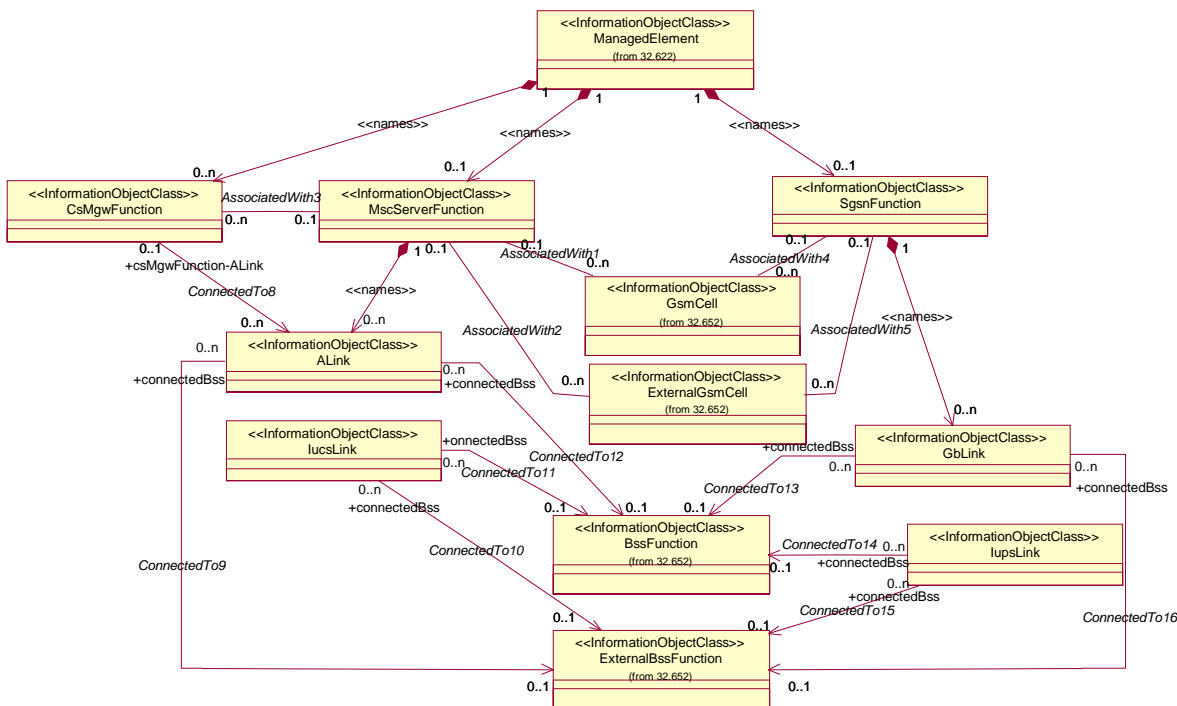 <<InformationObjectClass>>
ManagedElement
(from 32.622)
1
1
1
<<names>>
<<names>>
<<names>>
0..n
0..1
0..1
<<InformationObjectClass>>
CsMgwFunction
AssociatedWith3
0..n
0..1
<<InformationObjectClass>>
MscServerFunction
<<InformationObjectClass>>
SgsnFunction
0..1
+csMgwFunction-ALink
ConnectedTo8
0..n
1
0..1
0..1
AssociatedWith1
0..n
0..1
AssociatedWith4
0..n
0..1
1
<<names>>
0..n
<<InformationObjectClass>>
GsmCell
(from 32.652)
<<names>>
AssociatedWith2
0..n
AssociatedWith5
0..n
0..n
<<InformationObjectClass>>
ALink
0..n
+connectedBss
0..n
+connectedBss
<<InformationObjectClass>>
ExternalGsmCell
(from 32.652)
<<InformationObjectClass>>
IucsLink
+onnectedBss
0..n
ConnectedTo11
ConnectedTo12
0..n
+connectedBss
<<InformationObjectClass>>
GbLink
+connectedBss
0..n
ConnectedTo13
0..n
+connectedBss
0..1
0..1
0..1
<<InformationObjectClass>>
BssFunction
(from 32.652)
ConnectedTo14
0..n
+connectedBss
0..1
<<InformationObjectClass>>
IupsLink
0..n
+connectedBss
ConnectedTo15
ConnectedTo9
ConnectedTo10
ConnectedTo16
0..1
0..1
<<InformationObjectClass>>
ExternalBssFunction
(from 32.652)
0..1
0..1